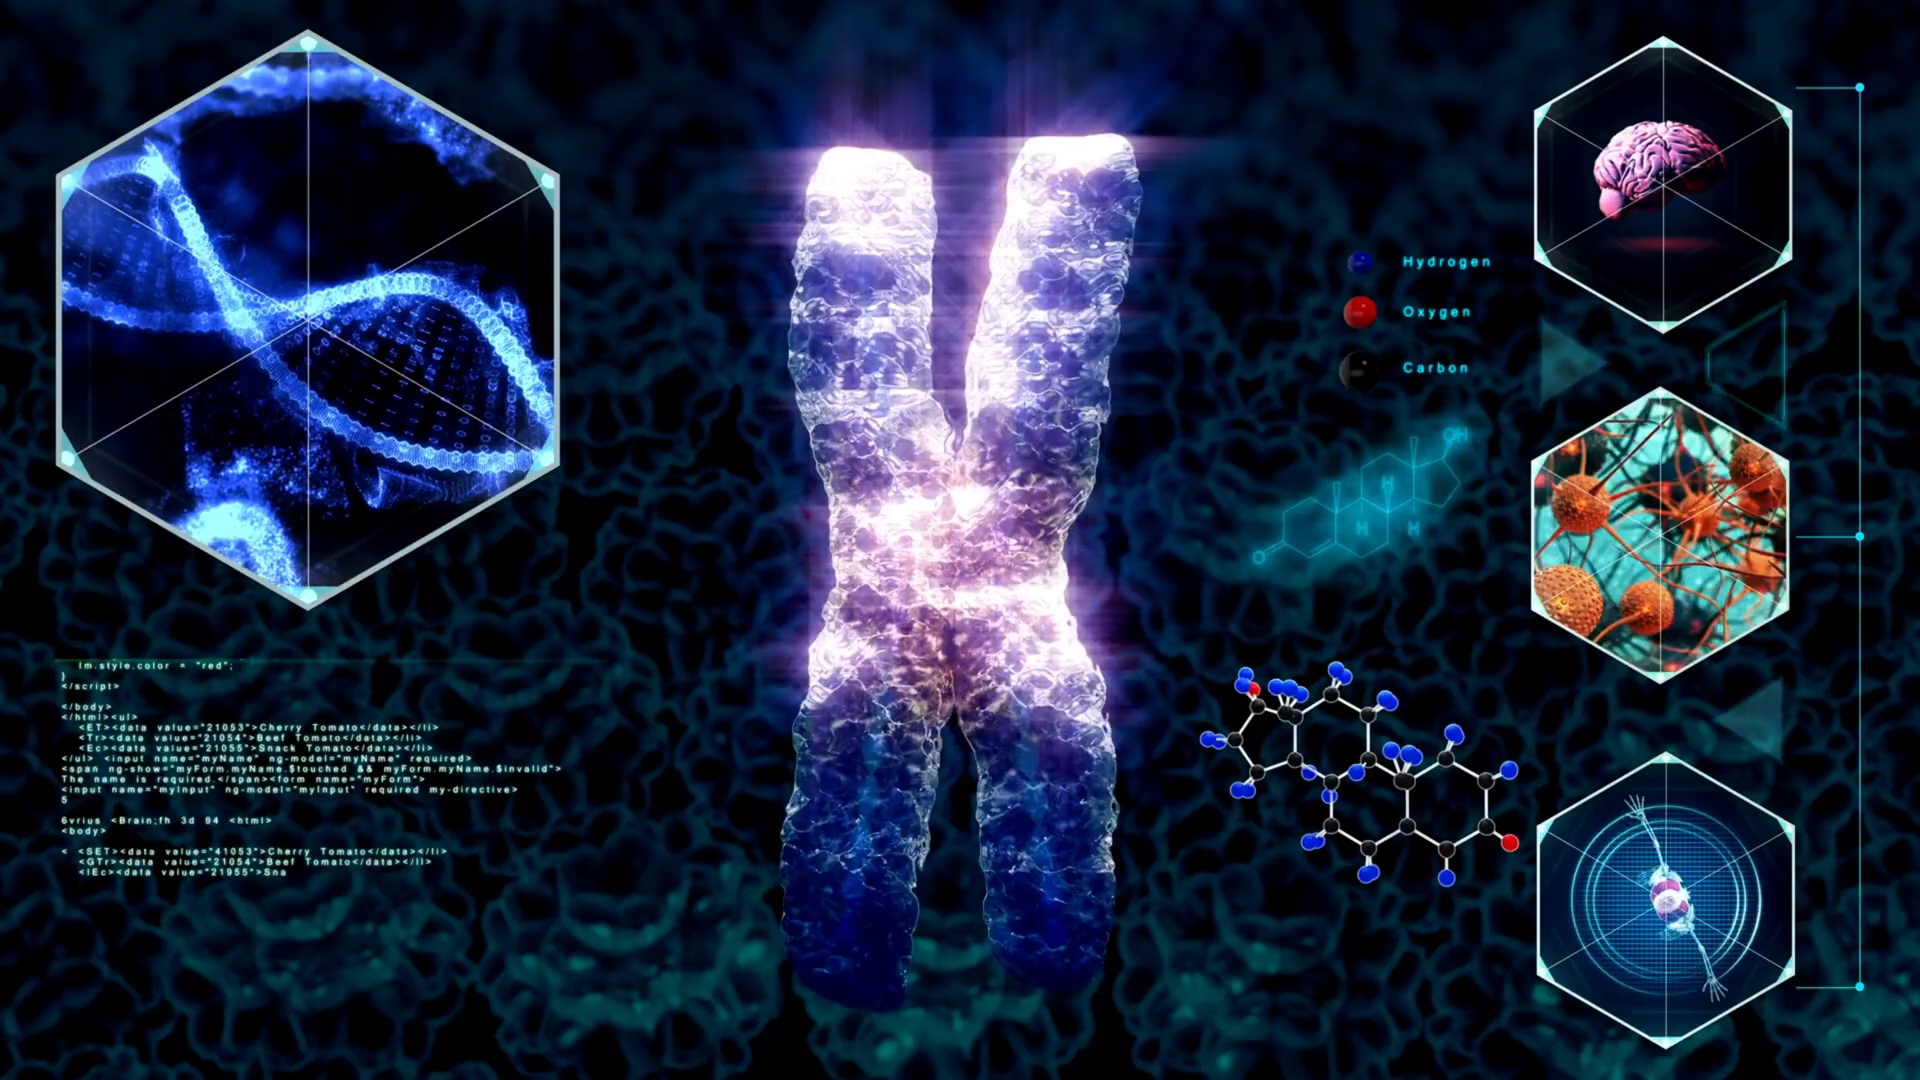 Hydrogen
Oxygen
Carbon
OH
H
H
H
O
lm.style.color = "red";
}
</script>
</body>
</html><ul>
<ET><data value="21053">Cherry Tomato</data></li>
<Tr><data value="21054">Beef Tomato</data></li>
<Ec><data value="21055">Snack Tomato</data></li>
</ul> <input name="myName" ng-model="myName" required>
<span ng-show="myForm.myName.$touched && myForm.myName.$invalid">
The name is required.</span><form name="myForm">
<input name="myInput" ng-model="myInput" required my-directive>
5
6vrius <Brain;fh 3d 94 <html>
<body>
< <SET><data value="41053">Cherry Tomato</data></li>
<GTr><data value="21054">Beef Tomato</data></li>
<IEc><data value="21955">Sna